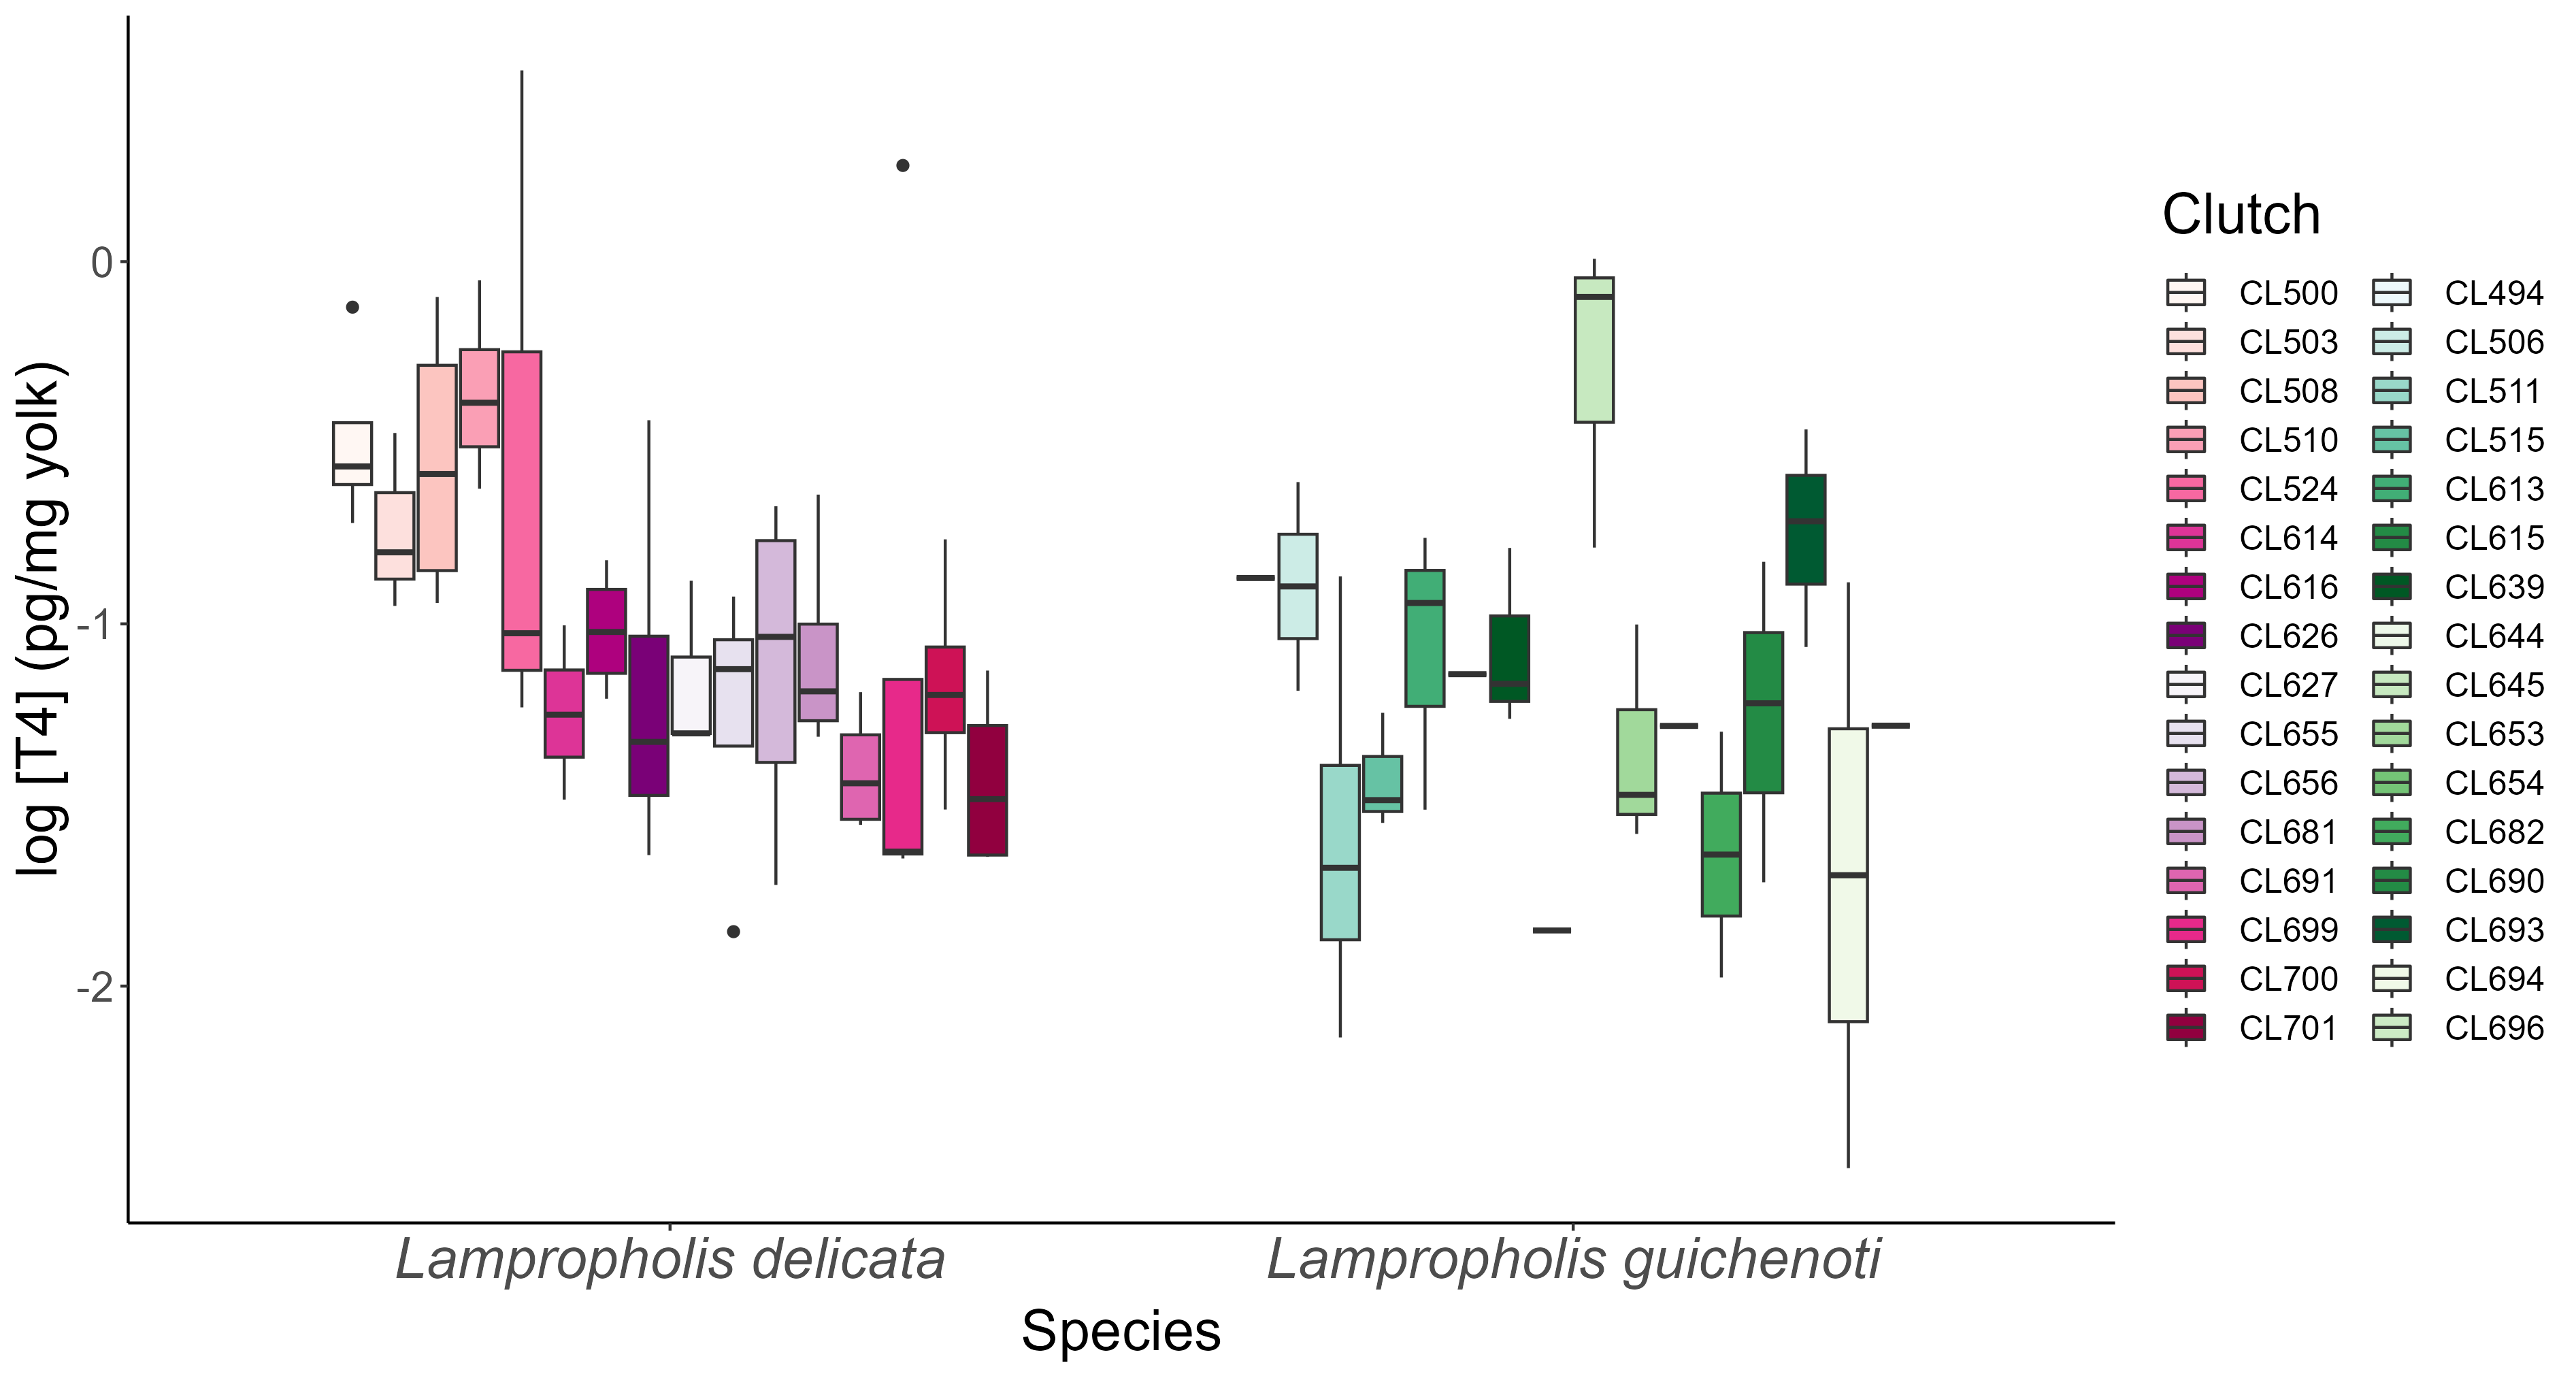 log [T4] (pg/mg yolk)
0
-1
-2
Lampropholis delicata
Lampropholis guichenoti
Species
Clutch
CL500
CL503
CL508
CL510
CL524
CL614
CL616
CL626
CL627
CL655
CL656
CL681
CL691
CL699
CL700
CL701
CL494
CL506
CL511
CL515
CL613
CL615
CL639
CL644
CL645
CL653
CL654
CL682
CL690
CL693
CL694
CL696